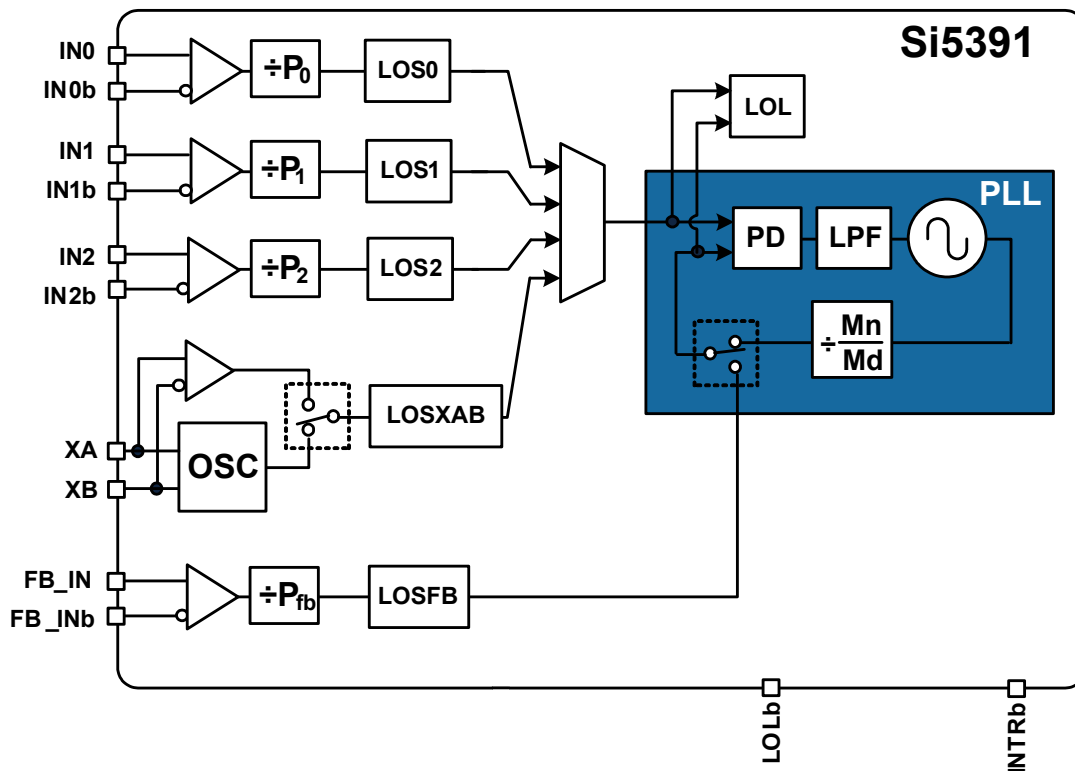 Si5391
IN0
IN0b
÷P0
LOS0
LOL
IN1
IN1b
÷P1
LOS1
PLL
PD
LPF
IN2
IN2b
÷P2
LOS2
÷ Mn
Md
LOSXAB
XA
XB
OSC
FB_IN
FB_INb
÷Pfb
LOSFB
LOLb
INTRb